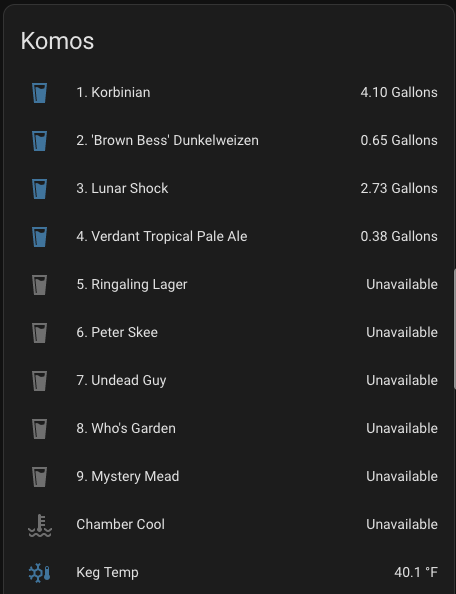 Komos
1. Korbinian 4.10 Gallons
2. 'Brown Bess' Dunkelweizen 0.65 Gallons
3. Lunar Shock 2.73 Gallons
4. Verdant Tropical Pale Ale 0.38 Gallons
5. Ringaling Lager Unavailable
6. Peter Skee Unavailable
7. Undead Guy Unavailable
8. Who's Garden Unavailable
9. Mystery Mead Unavailable
Chamber Cool Unavailable
Keg Temp 40.1 °F